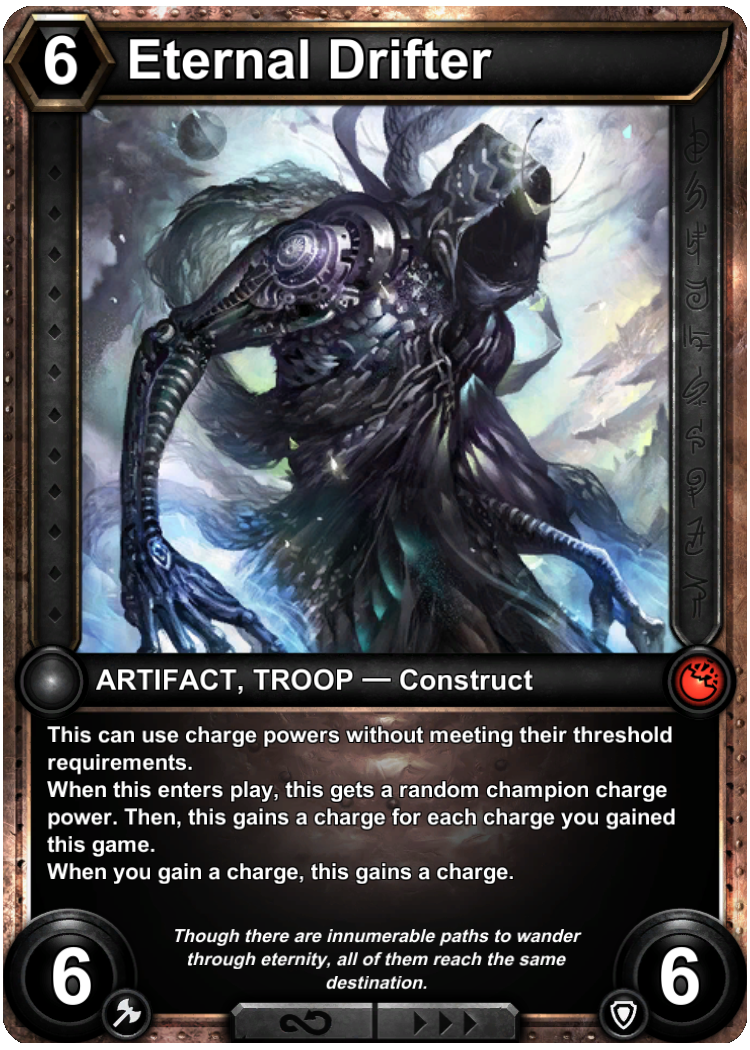 6
Eternal Drifter
ARTIFACT, TROOP — Construct
This can use charge powers without meeting their threshold
requirements.
When this enters play, this gets a random champion charge
power. Then, this gains a charge for each charge you gained
this game.
When you gain a charge, this gains a charge.
Though there are innumerable paths to wander
through eternity, all of them reach the same
destination.
6
6